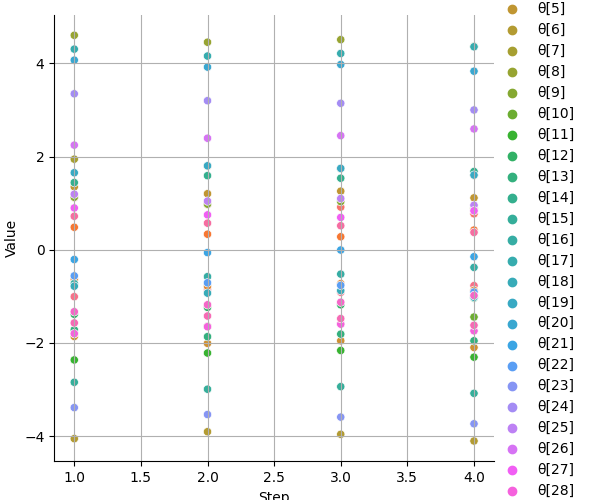 Value
4
2
0
−2
−4
1.0 1.5 2.0 2.5 3.0 3.5 4.0
Step
θ[5]
θ[6]
θ[7]
θ[8]
θ[9]
θ[10]
θ[11]
θ[12]
θ[13]
θ[14]
θ[15]
θ[16]
θ[17]
θ[18]
θ[19]
θ[20]
θ[21]
θ[22]
θ[23]
θ[24]
θ[25]
θ[26]
θ[27]
θ[28]